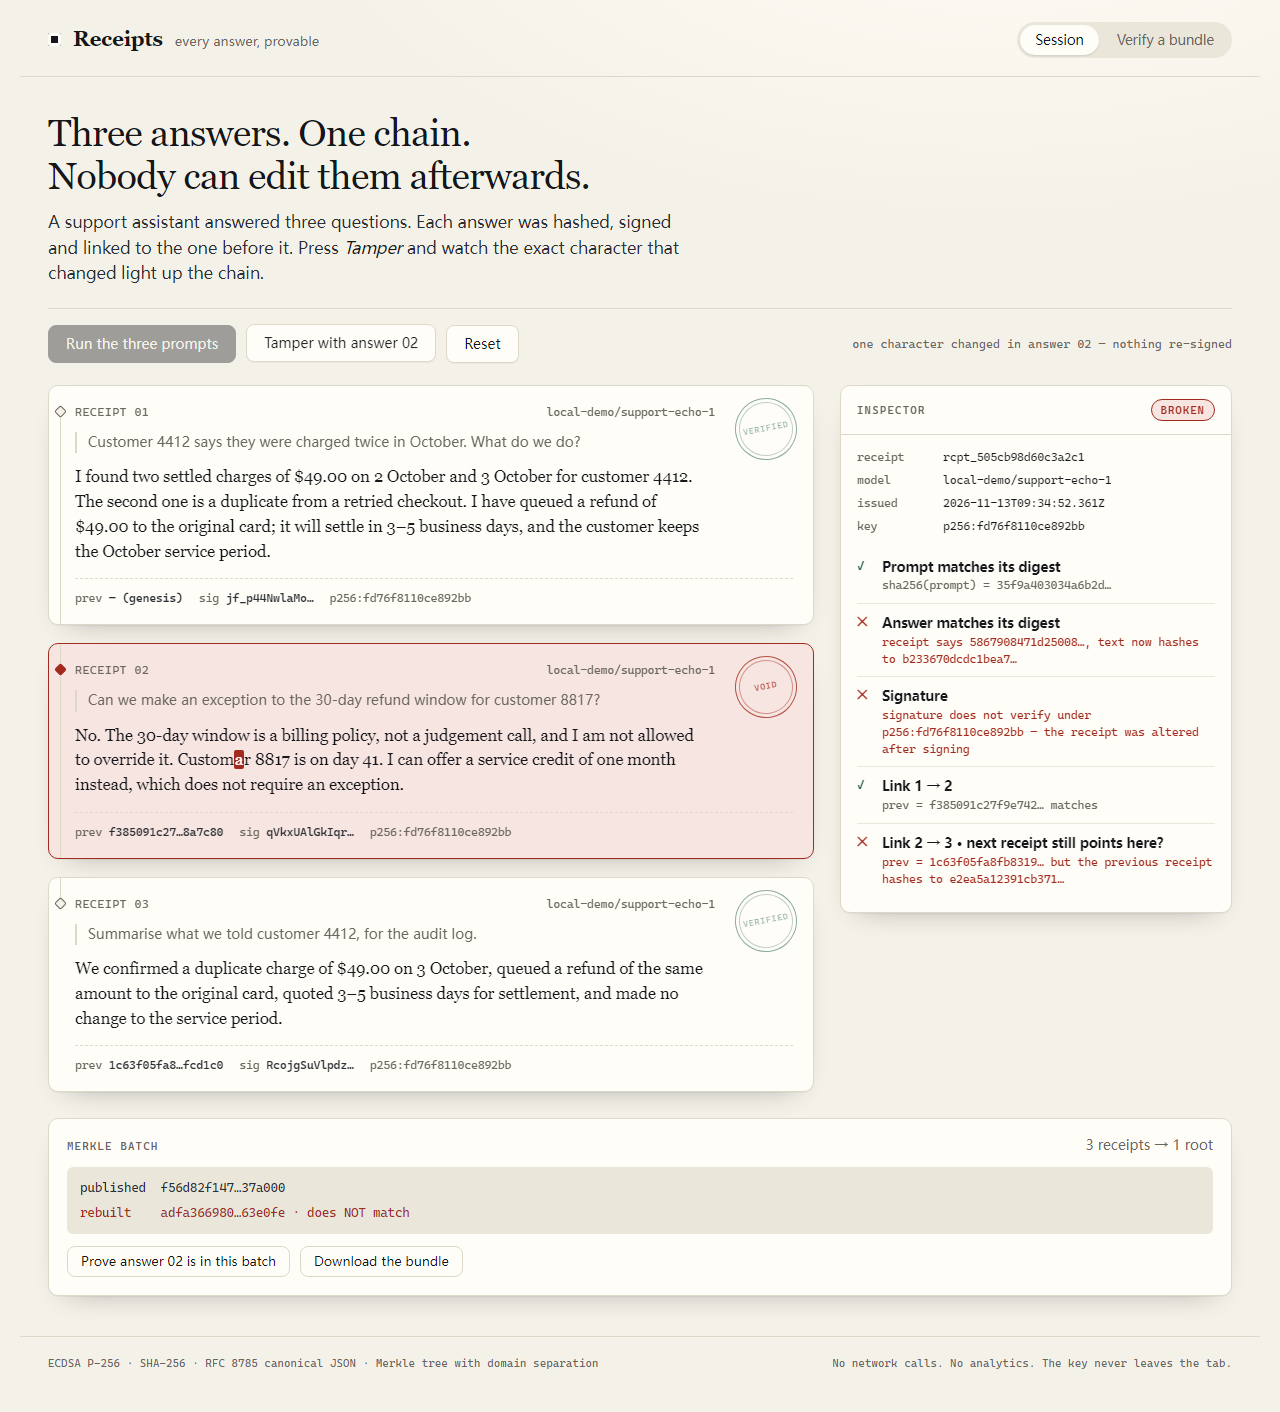 Receipts every answer, provable
Session Verify a bundle
Three answers. One chain.
Nobody can edit them afterwards.
A support assistant answered three questions. Each answer was hashed, signed
and linked to the one before it. Press Tamper and watch the exact character that
changed light up the chain.
Run the three prompts Tamper with answer 02 Reset
one character changed in answer 02 — nothing re-signed
RECEIPT 01 local-demo/support-echo-1
VERIFIED
Customer 4412 says they were charged twice in October. What do we do?
I found two settled charges of $49.00 on 2 October and 3 October for customer 4412.
The second one is a duplicate from a retried checkout. I have queued a refund of
$49.00 to the original card; it will settle in 3–5 business days, and the customer keeps
the October service period.
prev — (genesis) sig jf_p44NwlaMo… p256:fd76f8110ce892bb
RECEIPT 02 local-demo/support-echo-1
VOID
Can we make an exception to the 30-day refund window for customer 8817?
No. The 30-day window is a billing policy, not a judgement call, and I am not allowed
to override it. Customar 8817 is on day 41. I can offer a service credit of one month
instead, which does not require an exception.
prev f385091c27…8a7c80 sig qVkxUAlGkIqr… p256:fd76f8110ce892bb
RECEIPT 03 local-demo/support-echo-1
VERIFIED
Summarise what we told customer 4412, for the audit log.
We confirmed a duplicate charge of $49.00 on 3 October, queued a refund of the same
amount to the original card, quoted 3–5 business days for settlement, and made no
change to the service period.
prev 1c63f05fa8…fcd1c0 sig RcojgSuVlpdz… p256:fd76f8110ce892bb
INSPECTOR BROKEN
receipt rcpt_505cb98d60c3a2c1
model local-demo/support-echo-1
issued 2026-11-13T09:34:52.361Z
key p256:fd76f8110ce892bb
✓ Prompt matches its digest
sha256(prompt) = 35f9a403034a6b2d…
✕ Answer matches its digest
receipt says 5867908471d25008…, text now hashes
to b233670dcdc1bea7…
✕ Signature
signature does not verify under
p256:fd76f8110ce892bb — the receipt was altered
after signing
✓ Link 1 → 2
prev = f385091c27f9e742… matches
✕ Link 2 → 3 • next receipt still points here?
prev = 1c63f05fa8fb8319… but the previous receipt
hashes to e2ea5a12391cb371…
MERKLE BATCH 3 receipts → 1 root
published f56d82f147…37a000
rebuilt adfa366980…63e0fe · does NOT match
Prove answer 02 is in this batch Download the bundle
ECDSA P-256 · SHA-256 · RFC 8785 canonical JSON · Merkle tree with domain separation
No network calls. No analytics. The key never leaves the tab.